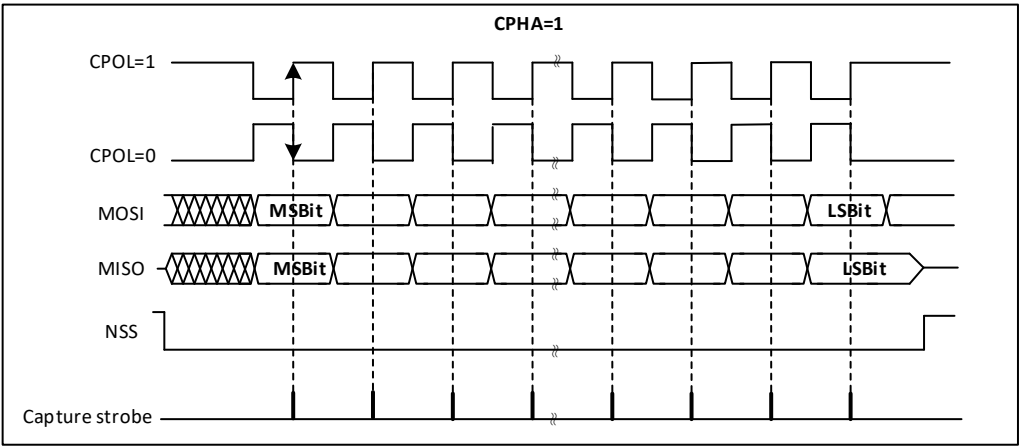 CPHA=1
CPOL=1
CPOL=0
MOSI MSBit LSBit
MISO MSBit LSBit
NSS
Capture strobe